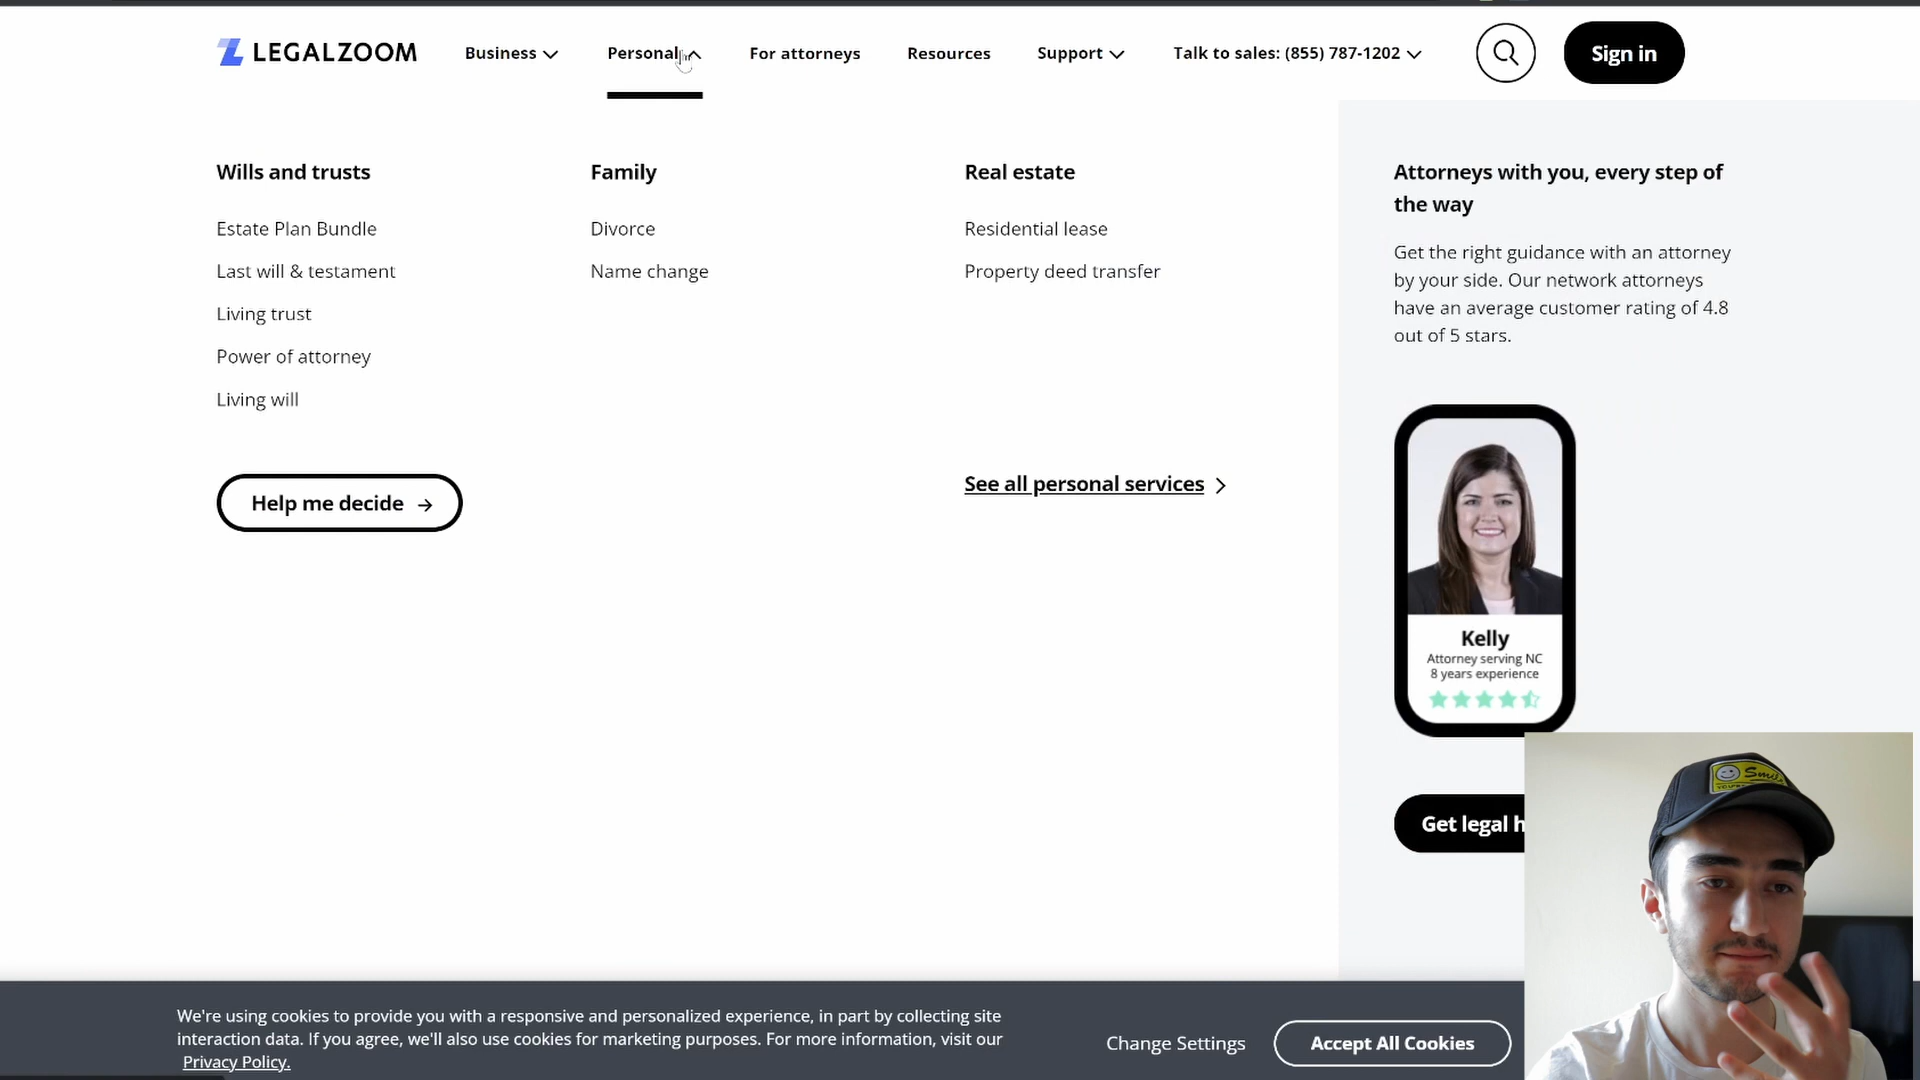 LEGALZOOM
Business
Personal
For attorneys
Resources
Support
Talk to sales: (855) 787-1202
Sign in
Wills and trusts
Estate Plan Bundle
Last will & testament
Living trust
Power of attorney
Living will
Help me decide →
Family
Divorce
Name change
Real estate
Residential lease
Property deed transfer
See all personal services
Attorneys with you, every step of
the way
Get the right guidance with an attorney
by your side. Our network attorneys
have an average customer rating of 4.8
out of 5 stars.
Kelly
Attorney serving NC
8 years experience
Get legal h
Smile
We're using cookies to provide you with a responsive and personalized experience, in part by collecting site
interaction data. If you agree, we'll also use cookies for marketing purposes. For more information, visit our
Privacy Policy.
Change Settings
Accept All Cookies